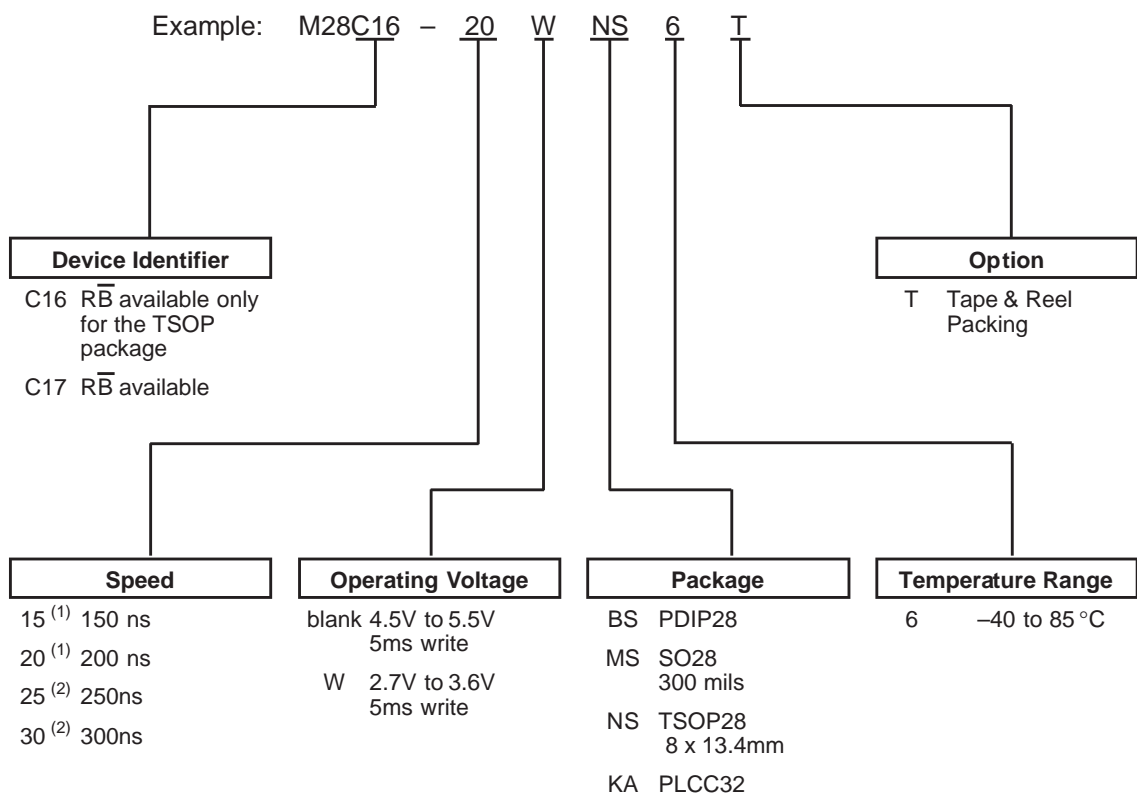 Example: M28C16 – 20 W NS 6 T
Device Identifier
C16 RB̅ available only
for the TSOP
package
C17 RB̅ available
Option
T Tape & Reel
Packing
Speed
15 (1) 150 ns
20 (1) 200 ns
25 (2) 250ns
30 (2) 300ns
Operating Voltage
blank 4.5V to 5.5V
5ms write
W 2.7V to 3.6V
5ms write
Package
BS PDIP28
MS SO28
300 mils
NS TSOP28
8 x 13.4mm
KA PLCC32
Temperature Range
6 –40 to 85 °C